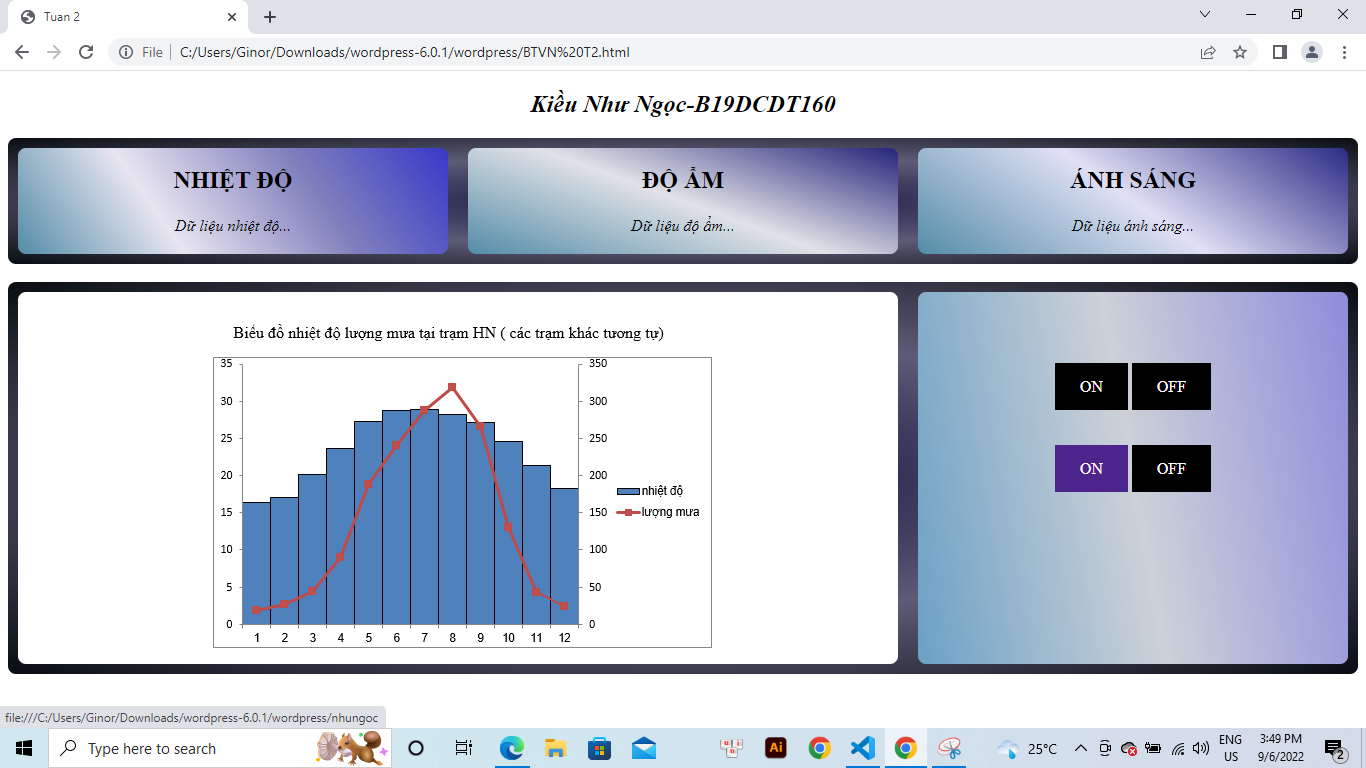 Tuan 2
File
C:/Users/Ginor/Downloads/wordpress-6.0.1/wordpress/BTVN%20T2.html
Kiều Như Ngọc-B19DCDT160
NHIỆT ĐỘ
Dữ liệu nhiệt độ...
ĐỘ ẨM
Dữ liệu độ ẩm...
ÁNH SÁNG
Dữ liệu ánh sáng...
Biểu đồ nhiệt độ lượng mưa tại trạm HN ( các trạm khác tương tự)
35
30
25
20
15
10
5
0
350
300
250
200
150
100
50
0
1 2 3 4 5 6 7 8 9 10 11 12
nhiệt độ
lượng mưa
ON OFF
ON OFF
file:///C:/Users/Ginor/Downloads/wordpress-6.0.1/wordpress/nhungoc
Type here to search
Ai
25°C
ENG
US
3:49 PM
9/6/2022
2